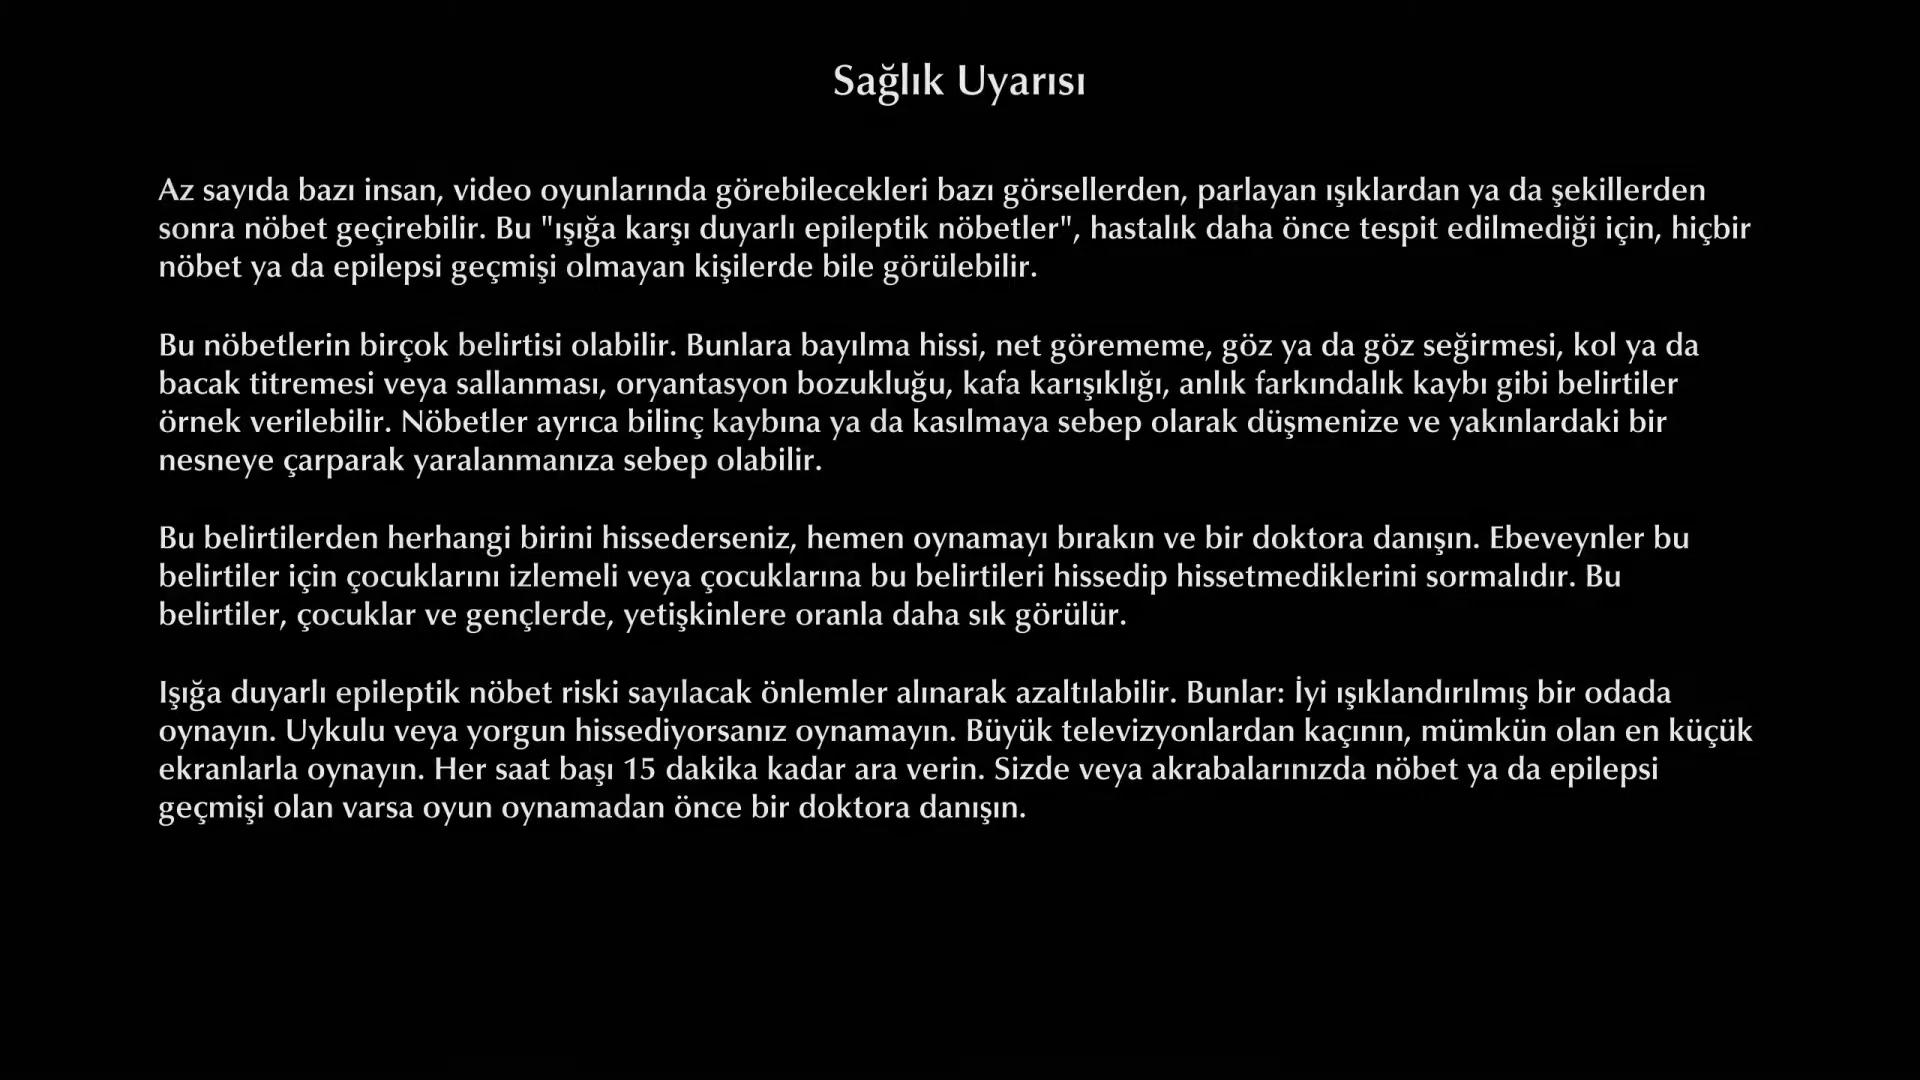 Sağlık Uyarısı
Az sayıda bazı insan, video oyunlarında görebilecekleri bazı görsellerden, parlayan ışıklardan ya da şekillerden
sonra nöbet geçirebilir. Bu "ışığa karşı duyarlı epileptik nöbetler", hastalık daha önce tespit edilmediği için, hiçbir
nöbet ya da epilepsi geçmişi olmayan kişilerde bile görülebilir.
Bu nöbetlerin birçok belirtisi olabilir. Bunlara bayılma hissi, net görememe, göz ya da göz seğirmesi, kol ya da
bacak titremesi veya sallanması, oryantasyon bozukluğu, kafa karışıklığı, anlık farkındalık kaybı gibi belirtiler
örnek verilebilir. Nöbetler ayrıca bilinç kaybına ya da kasılmaya sebep olarak düşmenize ve yakınlardaki bir
nesneye çarparak yaralanmanıza sebep olabilir.
Bu belirtilerden herhangi birini hissederseniz, hemen oynamayı bırakın ve bir doktora danışın. Ebeveynler bu
belirtiler için çocuklarını izlemeli veya çocuklarına bu belirtileri hissedip hissetmediklerini sormalıdır. Bu
belirtiler, çocuklar ve gençlerde, yetişkinlere oranla daha sık görülür.
Işığa duyarlı epileptik nöbet riski sayılacak önlemler alınarak azaltılabilir. Bunlar: İyi ışıklandırılmış bir odada
oynayın. Uykulu veya yorgun hissediyorsanız oynamayın. Büyük televizyonlardan kaçının, mümkün olan en küçük
ekranlarla oynayın. Her saat başı 15 dakika kadar ara verin. Sizde veya akrabalarınızda nöbet ya da epilepsi
geçmişi olan varsa oyun oynamadan önce bir doktora danışın.